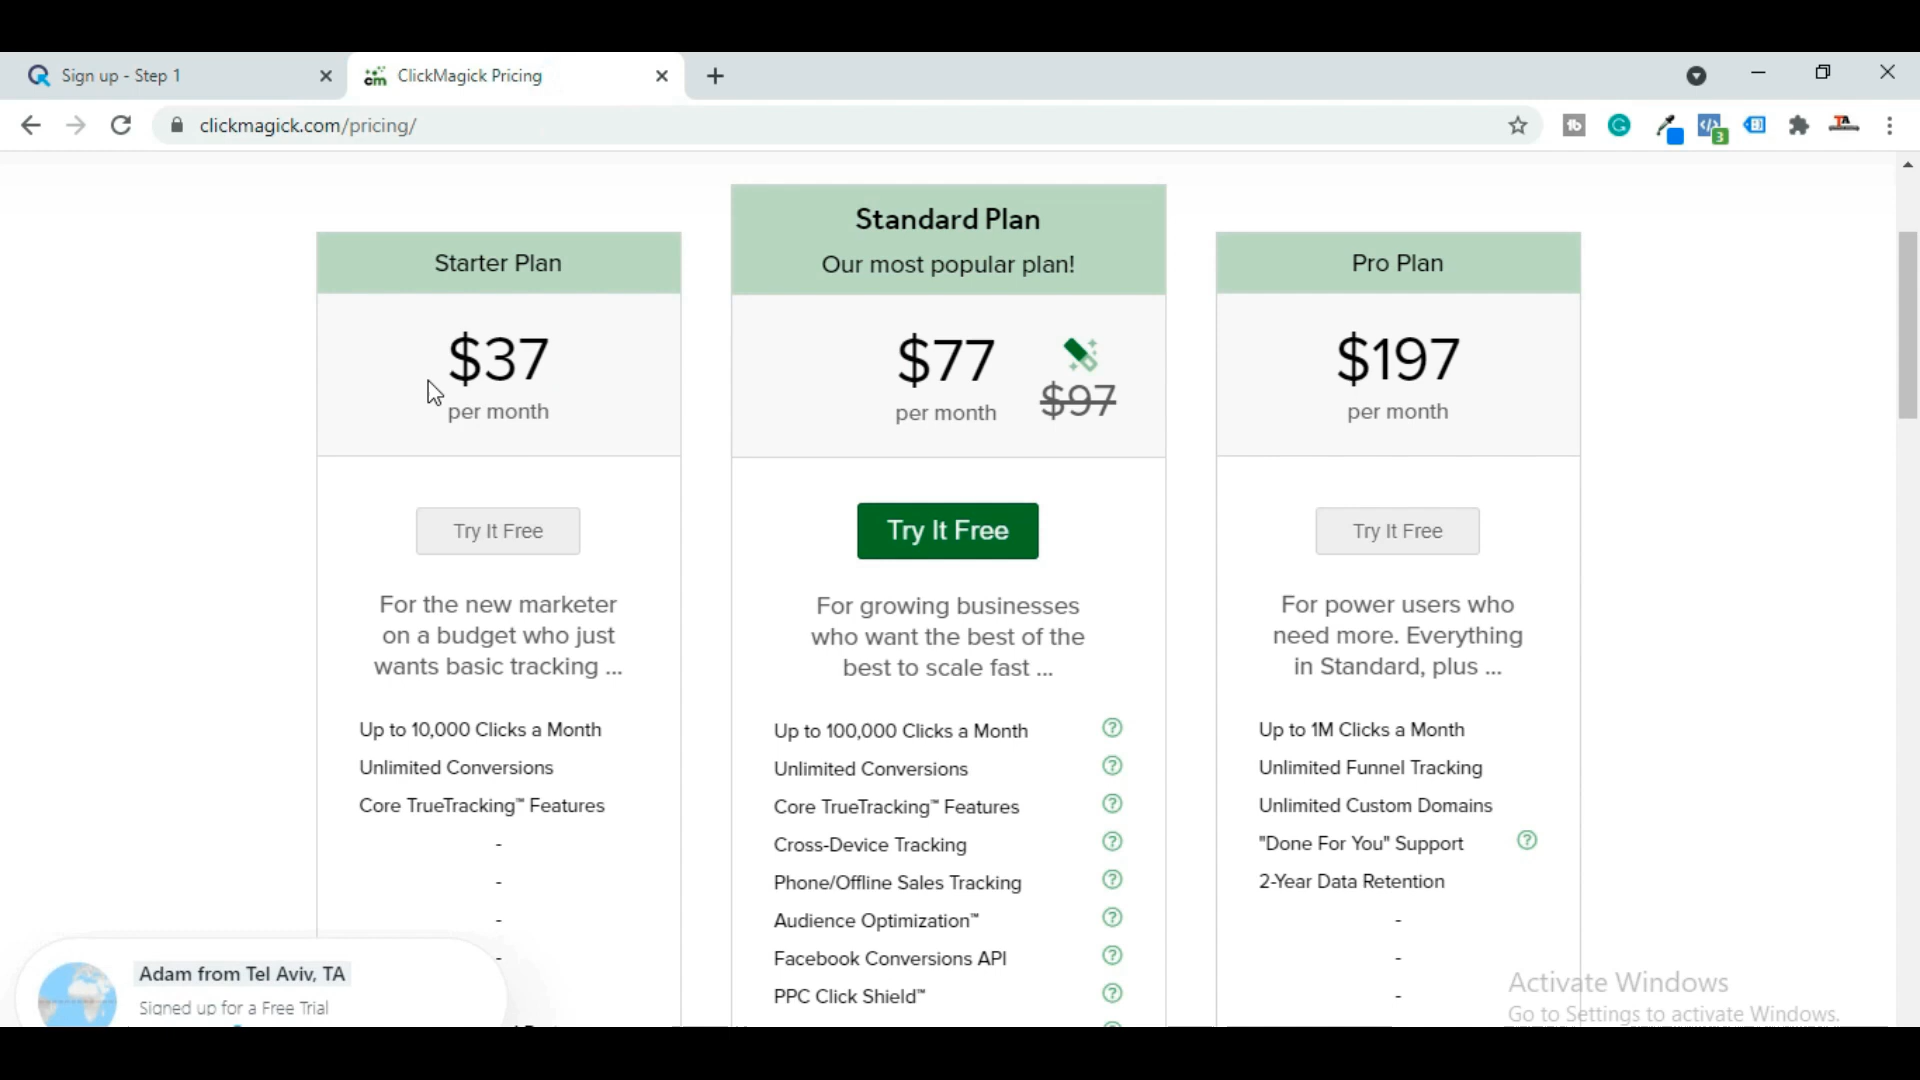 Sign up - Step 1
ClickMagick Pricing
clickmagick.com/pricing/
3
Starter Plan
$37
per month
Try It Free
For the new marketer
on a budget who just
wants basic tracking ...
Up to 10,000 Clicks a Month
Unlimited Conversions
Core TrueTracking™ Features
-
-
-
-
Standard Plan
Our most popular plan!
$77
$97
per month
Try It Free
For growing businesses
who want the best of the
best to scale fast ...
Up to 100,000 Clicks a Month
Unlimited Conversions
Core TrueTracking™ Features
Cross-Device Tracking
Phone/Offline Sales Tracking
Audience Optimization™
Facebook Conversions API
PPC Click Shield™
Pro Plan
$197
per month
Try It Free
For power users who
need more. Everything
in Standard, plus ...
Up to 1M Clicks a Month
Unlimited Funnel Tracking
Unlimited Custom Domains
"Done For You" Support
2-Year Data Retention
-
-
-
Adam from Tel Aviv, TA
Signed up for a Free Trial
Activate Windows
Go to Settings to activate Windows.